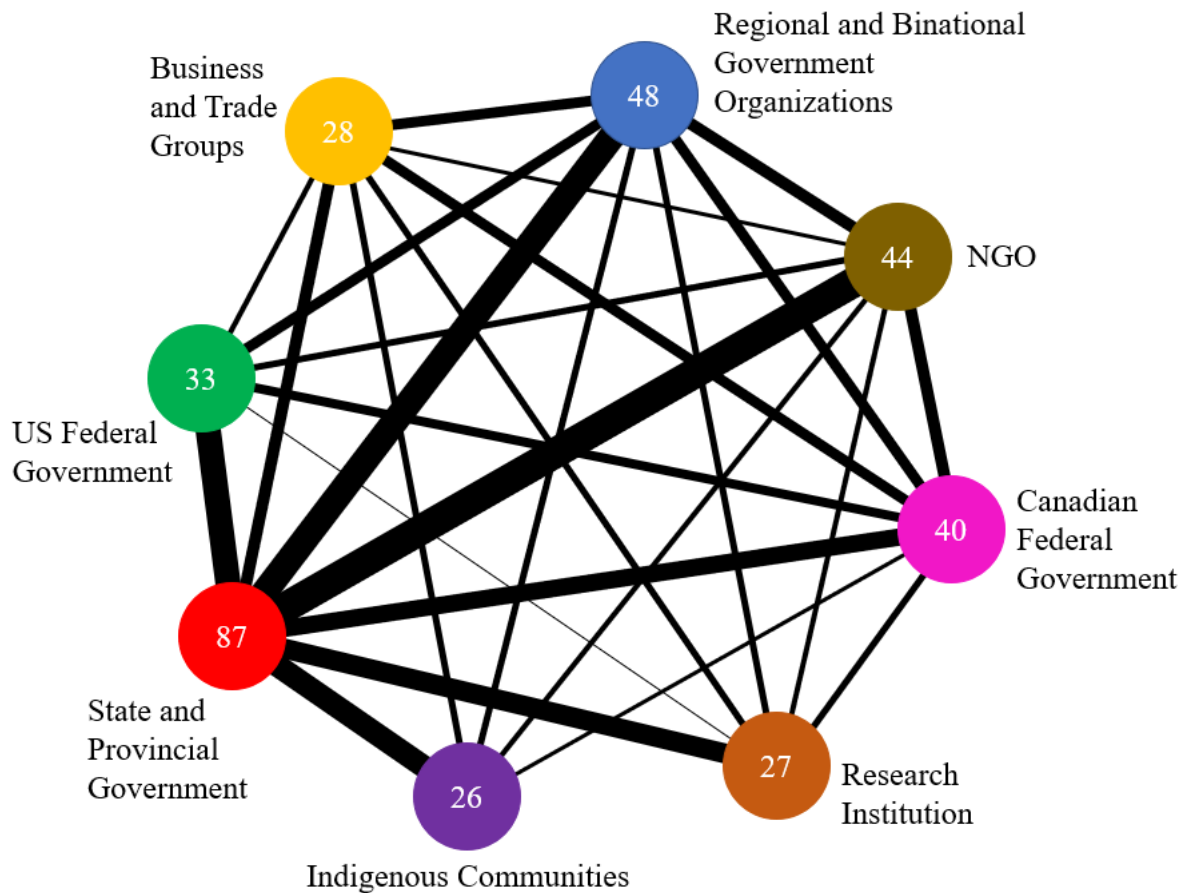 Regional and Binational
Government
Organizations
48
Business
and Trade
Groups
28
44
NGO
33
US Federal
Government
40
Canadian
Federal
Government
87
State and
Provincial
Government
26
Indigenous Communities
27
Research
Institution